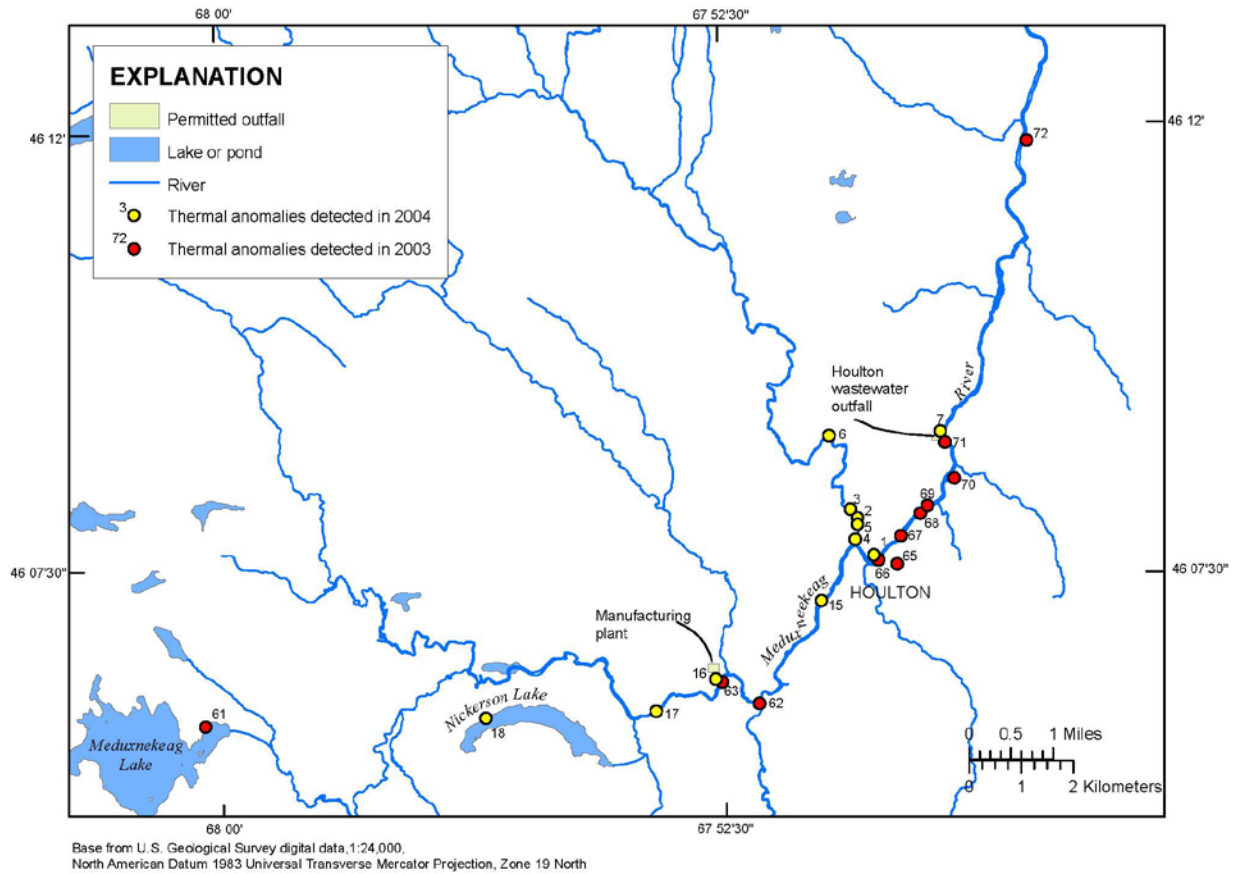 68 00'
67 52'30"
EXPLANATION
Permitted outfall
Lake or pond
River
3
Thermal anomalies detected in 2004
72
Thermal anomalies detected in 2003
46 12'
46 12'
72
Houlton
wastewater
outfall
River
7
71
6
70
3
2
5
4
69
68
67
1
65
66
HOULTON
46 07'30"
46 07'30"
15
Meduxneekeag
Manufacturing
plant
16
63
62
17
Nickerson Lake
18
61
Meduxnekeag
Lake
0 0.5 1 Miles
0 1 2 Kilometers
68 00'
67 52'30"
Base from U.S. Geological Survey digital data,1:24,000,
North American Datum 1983 Universal Transverse Mercator Projection, Zone 19 North